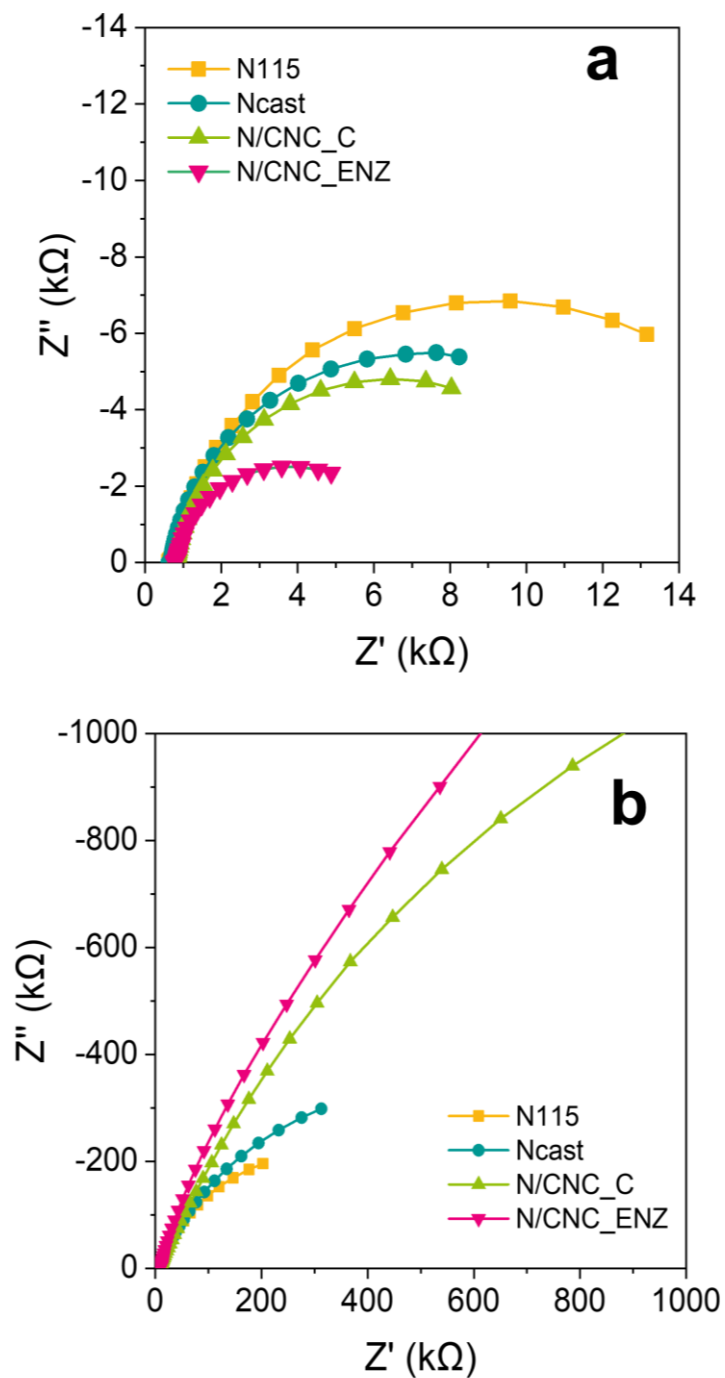 a
-14
-12
-10
-8
-6
-4
-2
0
Z'' (kΩ)
N115
Ncast
N/CNC_C
N/CNC_ENZ
0 2 4 6 8 10 12 14
Z' (kΩ)
b
-1000
-800
-600
-400
-200
0
Z'' (kΩ)
N115
Ncast
N/CNC_C
N/CNC_ENZ
0 200 400 600 800 1000
Z' (kΩ)